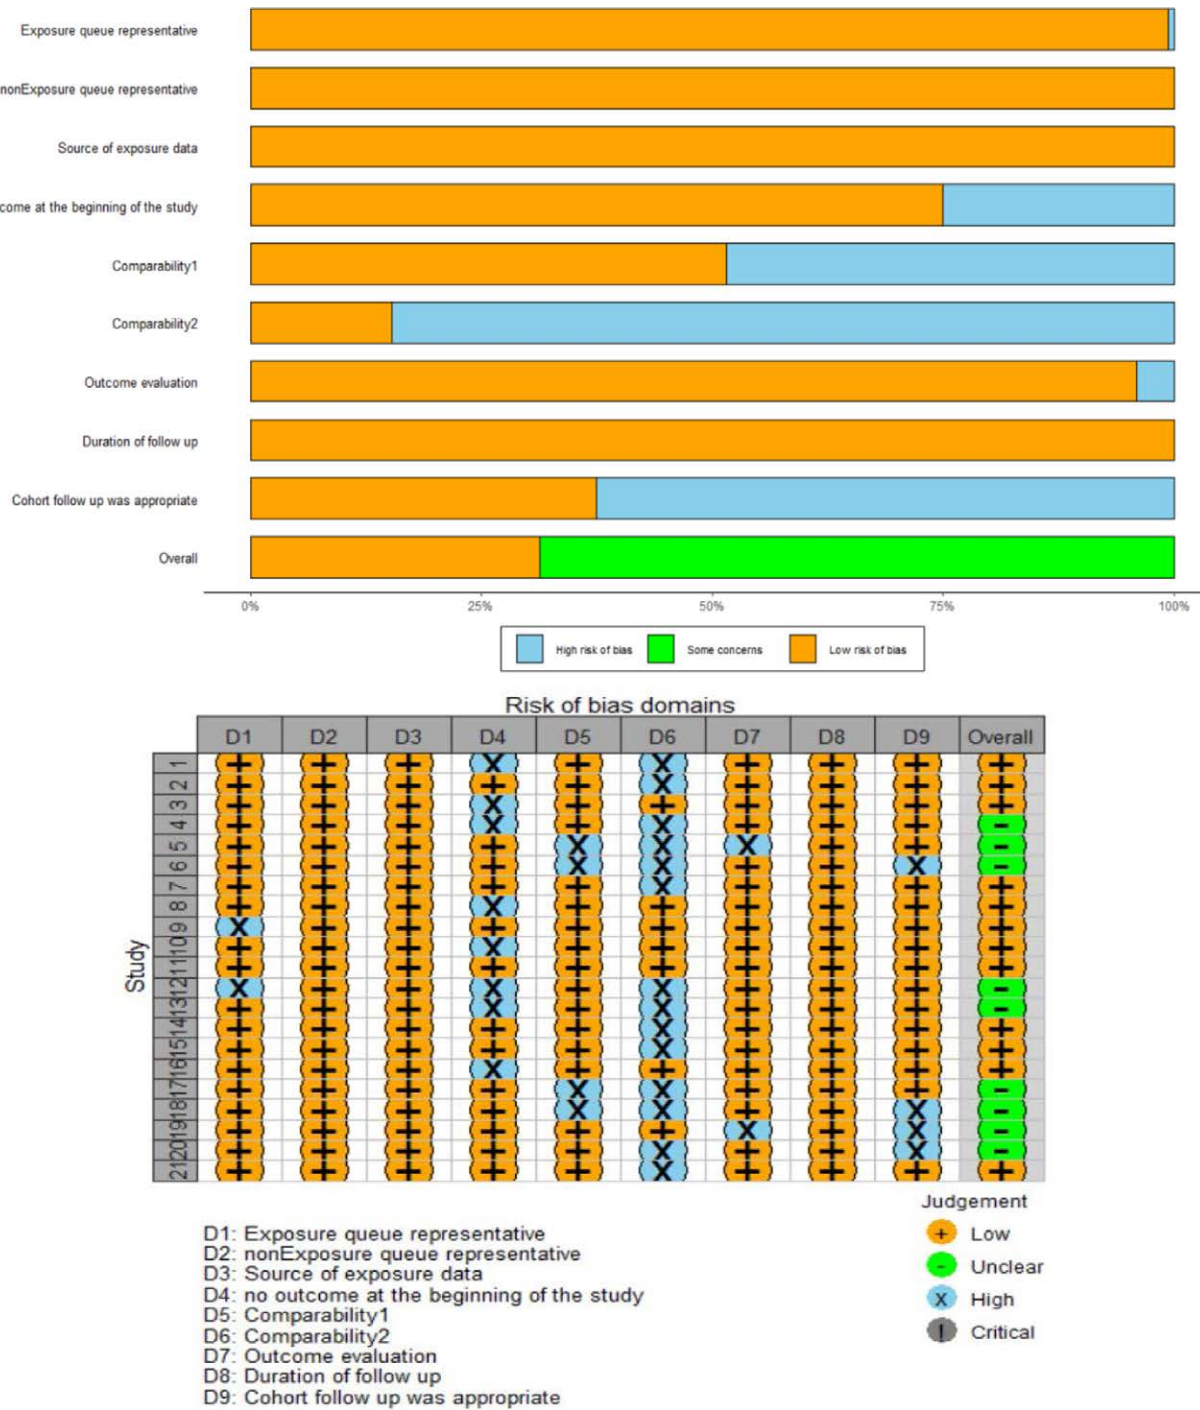 Exposure queue representative
nonExposure queue representative
Source of exposure data
come at the beginning of the study
Comparability1
Comparability2
Outcome evaluation
Duration of follow up
Cohort follow up was appropriate
Overall
0% 25% 50% 75% 100%
High risk of bias Some concerns Low risk of bias
Risk of bias domains
D1 D2 D3 D4 D5 D6 D7 D8 D9 Overall
Study
1 + + + X + X + + + +
2 + + + + + X + + + +
3 + + + X + + + + + +
4 + + + X + X + + + -
5 + + + + X X X + + -
6 + + + + X X + + X -
7 + + + + + X + + + +
8 + + + X + + + + + +
9 X + + + + + + + + +
10 + + + X + + + + + +
11 + + + + + + + + + +
12 X + + X + X + + + -
13 + + + X + X + + + -
14 + + + + + X + + + +
15 + + + + + X + + + +
16 + + + X + + + + + +
17 + + + + X X + + + -
18 + + + + X X + + X -
19 + + + + + + X + X -
20 + + + + + X + + X -
21 + + + + + X + + + +
D1: Exposure queue representative
D2: nonExposure queue representative
D3: Source of exposure data
D4: no outcome at the beginning of the study
D5: Comparability1
D6: Comparability2
D7: Outcome evaluation
D8: Duration of follow up
D9: Cohort follow up was appropriate
Judgement
+ Low
- Unclear
X High
! Critical